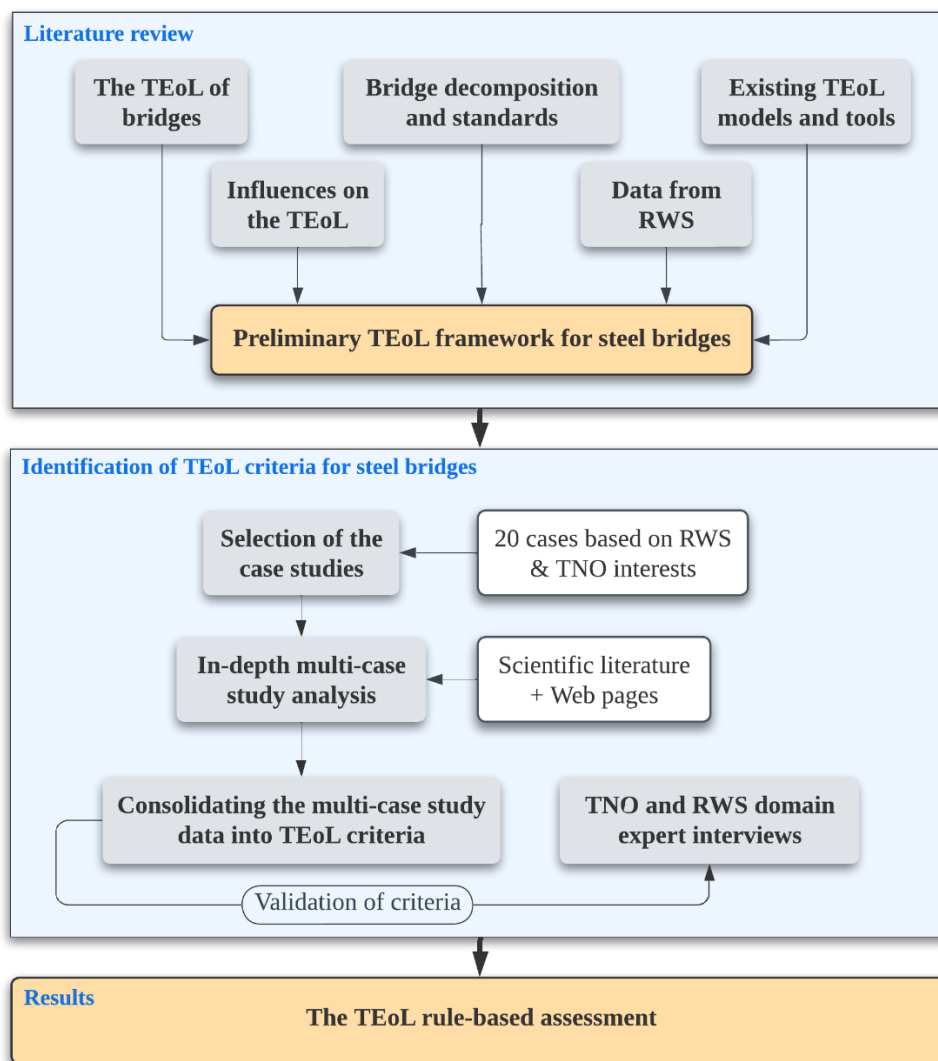 Literature review
The TEoL of
bridges
Bridge decomposition
and standards
Existing TEoL
models and tools
Influences on
the TEoL
Data from
RWS
Preliminary TEoL framework for steel bridges
Identification of TEoL criteria for steel bridges
Selection of the
case studies
20 cases based on RWS
& TNO interests
In-depth multi-case
study analysis
Scientific literature
+ Web pages
Consolidating the multi-case study
data into TEoL criteria
TNO and RWS domain
expert interviews
Validation of criteria
Results
The TEoL rule-based assessment